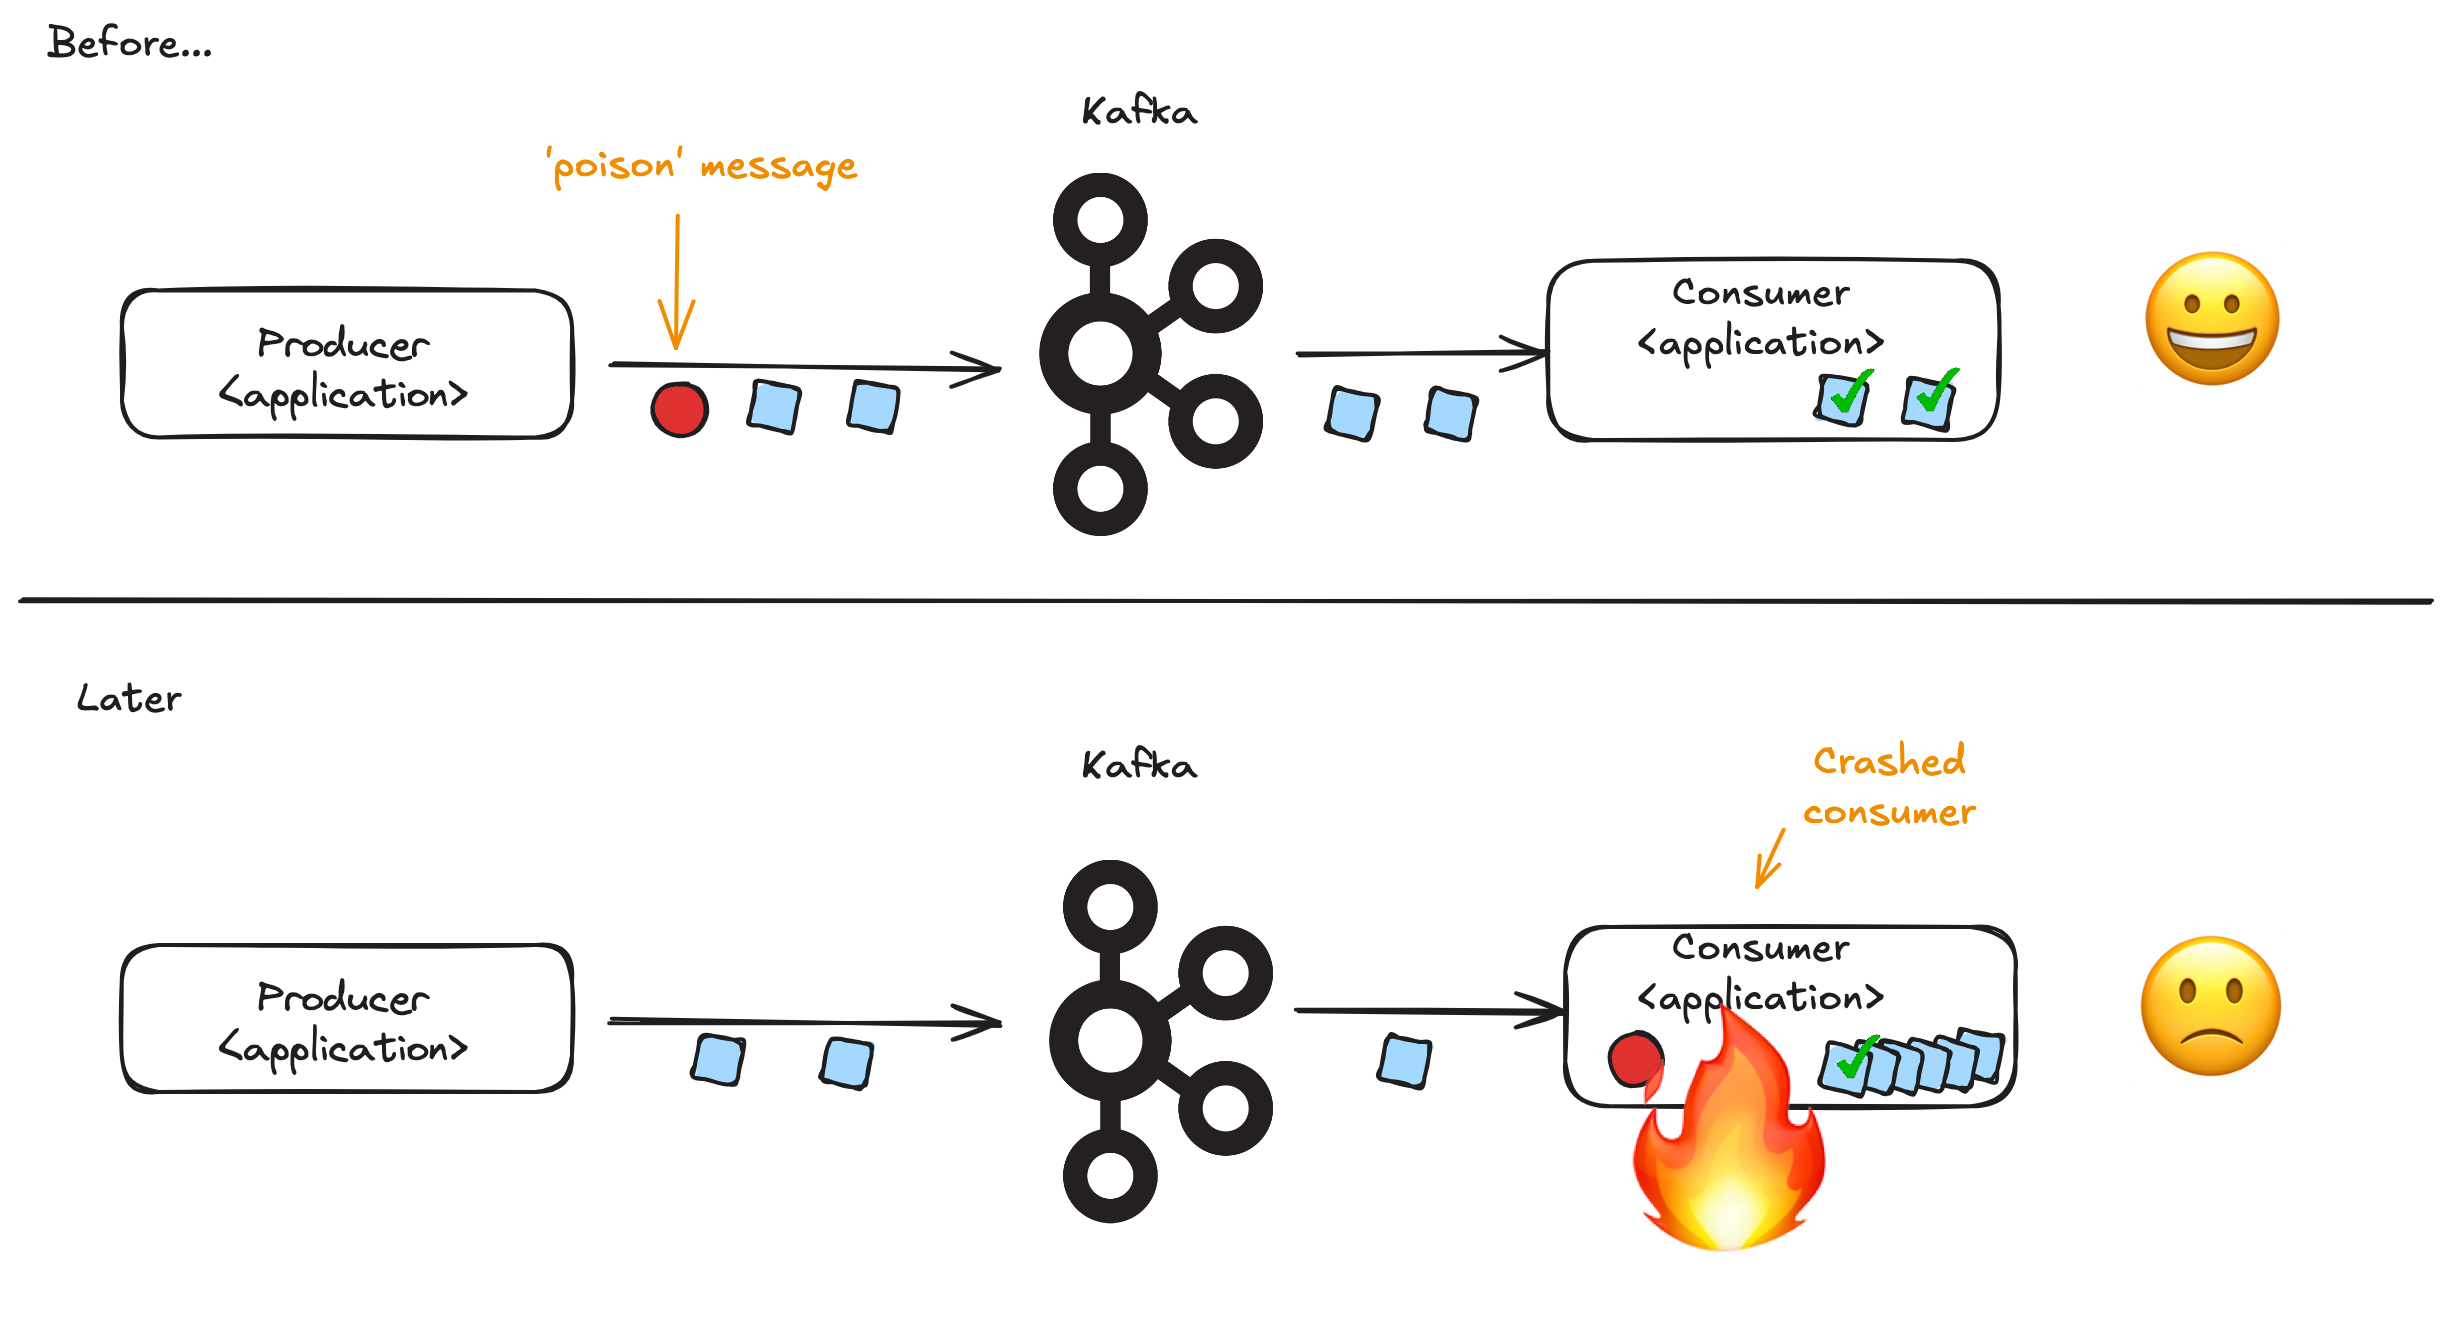 Before...
Kafka
'poison' message
Producer
<application>
Consumer
<application>
Later
Kafka
Crashed
consumer
Producer
<application>
Consumer
<application>